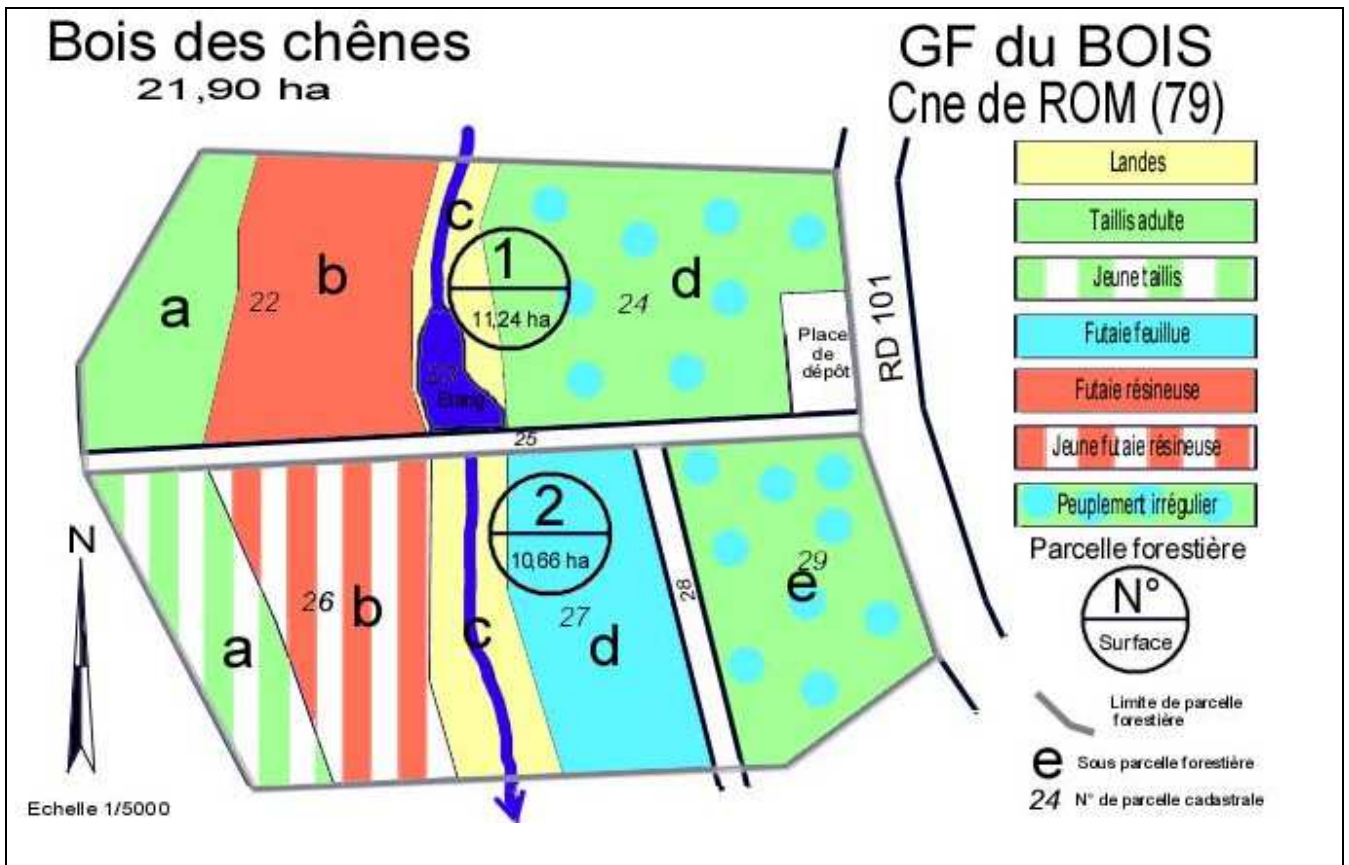 Bois des chênes
21,90 ha
GF du BOIS
Cne de ROM (79)
Landes
Taillis adulte
Jeune taillis
Futaie feuillue
Futaie résineuse
Jeune futaie résineuse
Peuplement irrégulier
Parcelle forestière
N°
Surface
Limite de parcelle
forestière
e Sous parcelle forestière
24 N° de parcelle cadastrale
a
22
b
c
1
11,24 ha
24
d
Place
de
dépôt
RD 101
Etang
25
a
26
b
c
2
10,66 ha
27
d
28
29
e
N
Echelle 1/5000